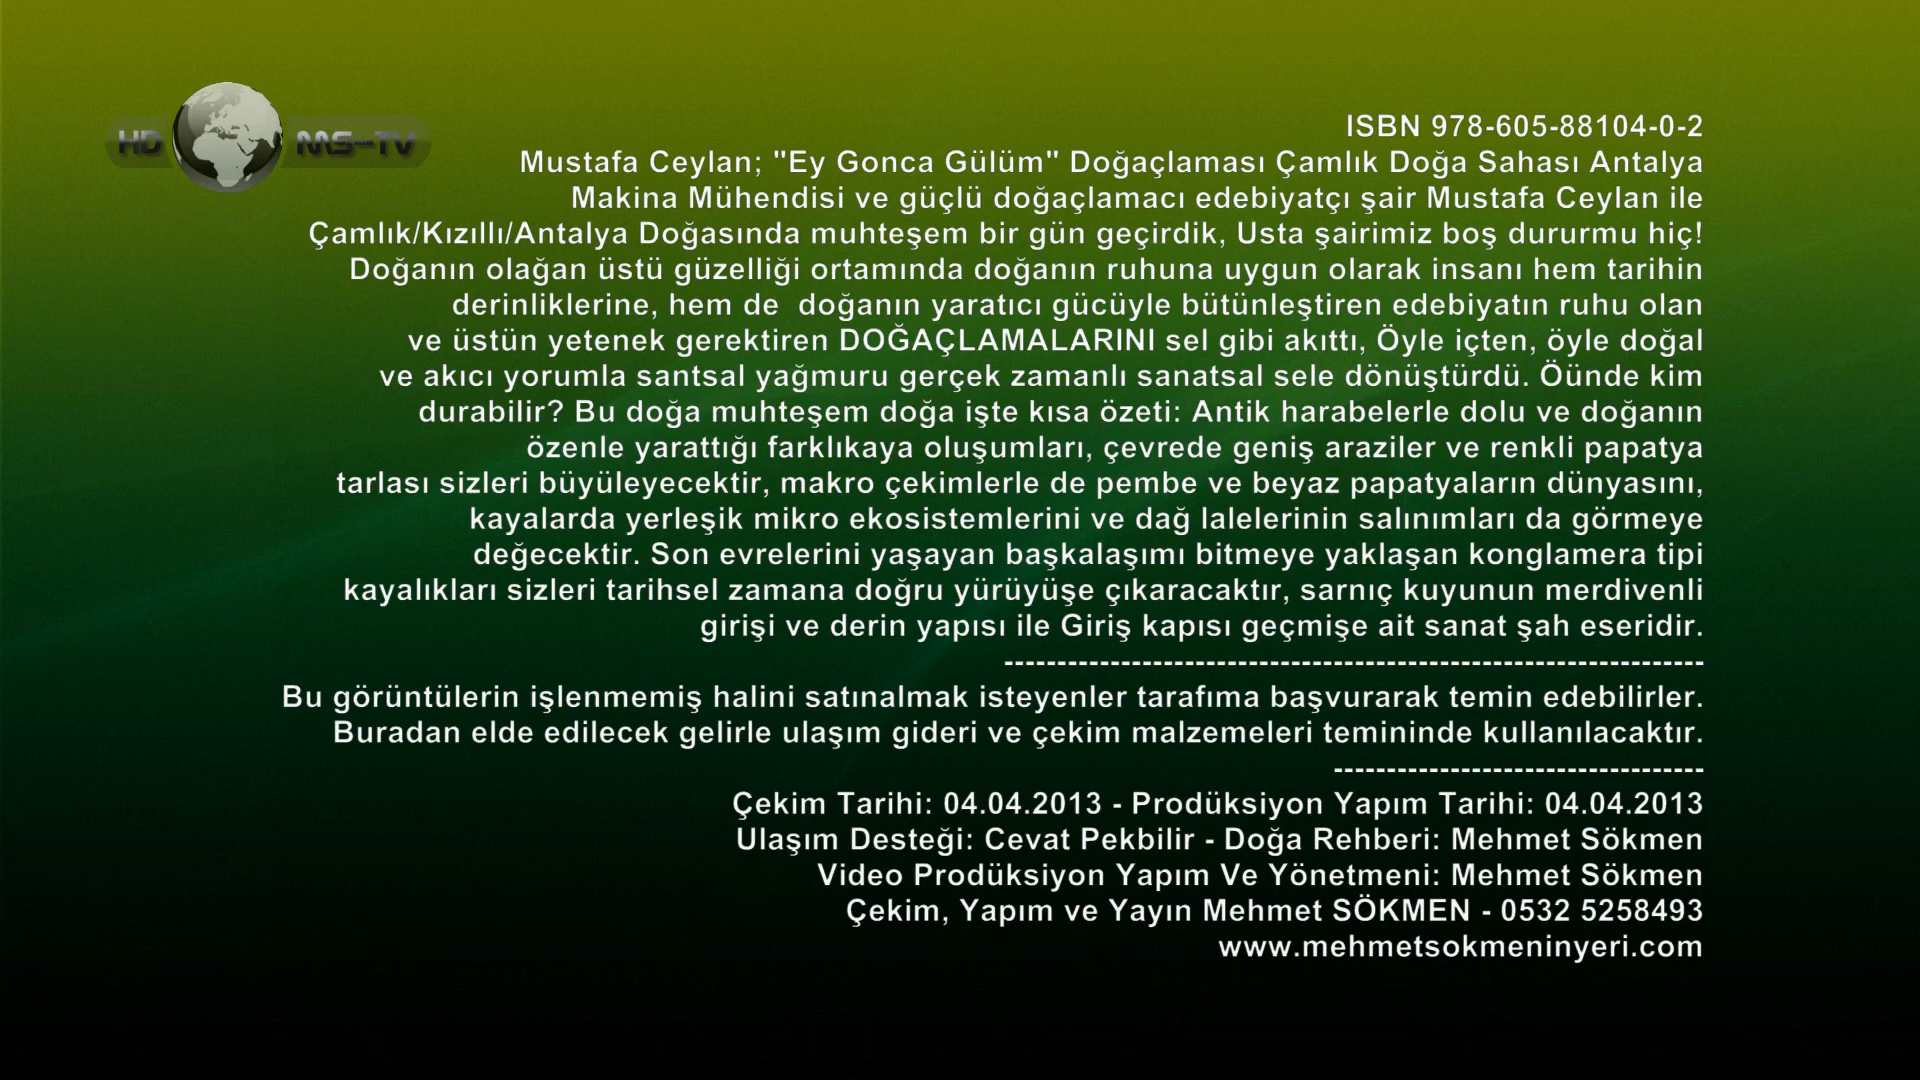 HD MS-TV
ISBN 978-605-88104-0-2
Mustafa Ceylan; "Ey Gonca Gülüm" Doğaçlaması Çamlık Doğa Sahası Antalya
Makina Mühendisi ve güçlü doğaçlamacı edebiyatçı şair Mustafa Ceylan ile
Çamlık/Kızıllı/Antalya Doğasında muhteşem bir gün geçirdik, Usta şairimiz boş dururmu hiç!
Doğanın olağan üstü güzelliği ortamında doğanın ruhuna uygun olarak insanı hem tarihin
derinliklerine, hem de  doğanın yaratıcı gücüyle bütünleştiren edebiyatın ruhu olan
ve üstün yetenek gerektiren DOĞAÇLAMALARINI sel gibi akıttı, Öyle içten, öyle doğal
ve akıcı yorumla santsal yağmuru gerçek zamanlı sanatsal sele dönüştürdü. Öünde kim
durabilir? Bu doğa muhteşem doğa işte kısa özeti: Antik harabelerle dolu ve doğanın
özenle yarattığı farklıkaya oluşumları, çevrede geniş araziler ve renkli papatya
tarlası sizleri büyüleyecektir, makro çekimlerle de pembe ve beyaz papatyaların dünyasını,
kayalarda yerleşik mikro ekosistemlerini ve dağ lalelerinin salınımları da görmeye
değecektir. Son evrelerini yaşayan başkalaşımı bitmeye yaklaşan konglamera tipi
kayalıkları sizleri tarihsel zamana doğru yürüyüşe çıkaracaktır, sarnıç kuyunun merdivenli
girişi ve derin yapısı ile Giriş kapısı geçmişe ait sanat şah eseridir.
------------------------------------------------------------------
Bu görüntülerin işlenmemiş halini satınalmak isteyenler tarafıma başvurarak temin edebilirler.
Buradan elde edilecek gelirle ulaşım gideri ve çekim malzemeleri temininde kullanılacaktır.
-----------------------------------
Çekim Tarihi: 04.04.2013 - Prodüksiyon Yapım Tarihi: 04.04.2013
Ulaşım Desteği: Cevat Pekbilir - Doğa Rehberi: Mehmet Sökmen
Video Prodüksiyon Yapım Ve Yönetmeni: Mehmet Sökmen
Çekim, Yapım ve Yayın Mehmet SÖKMEN - 0532 5258493
www.mehmetsokmeninyeri.com